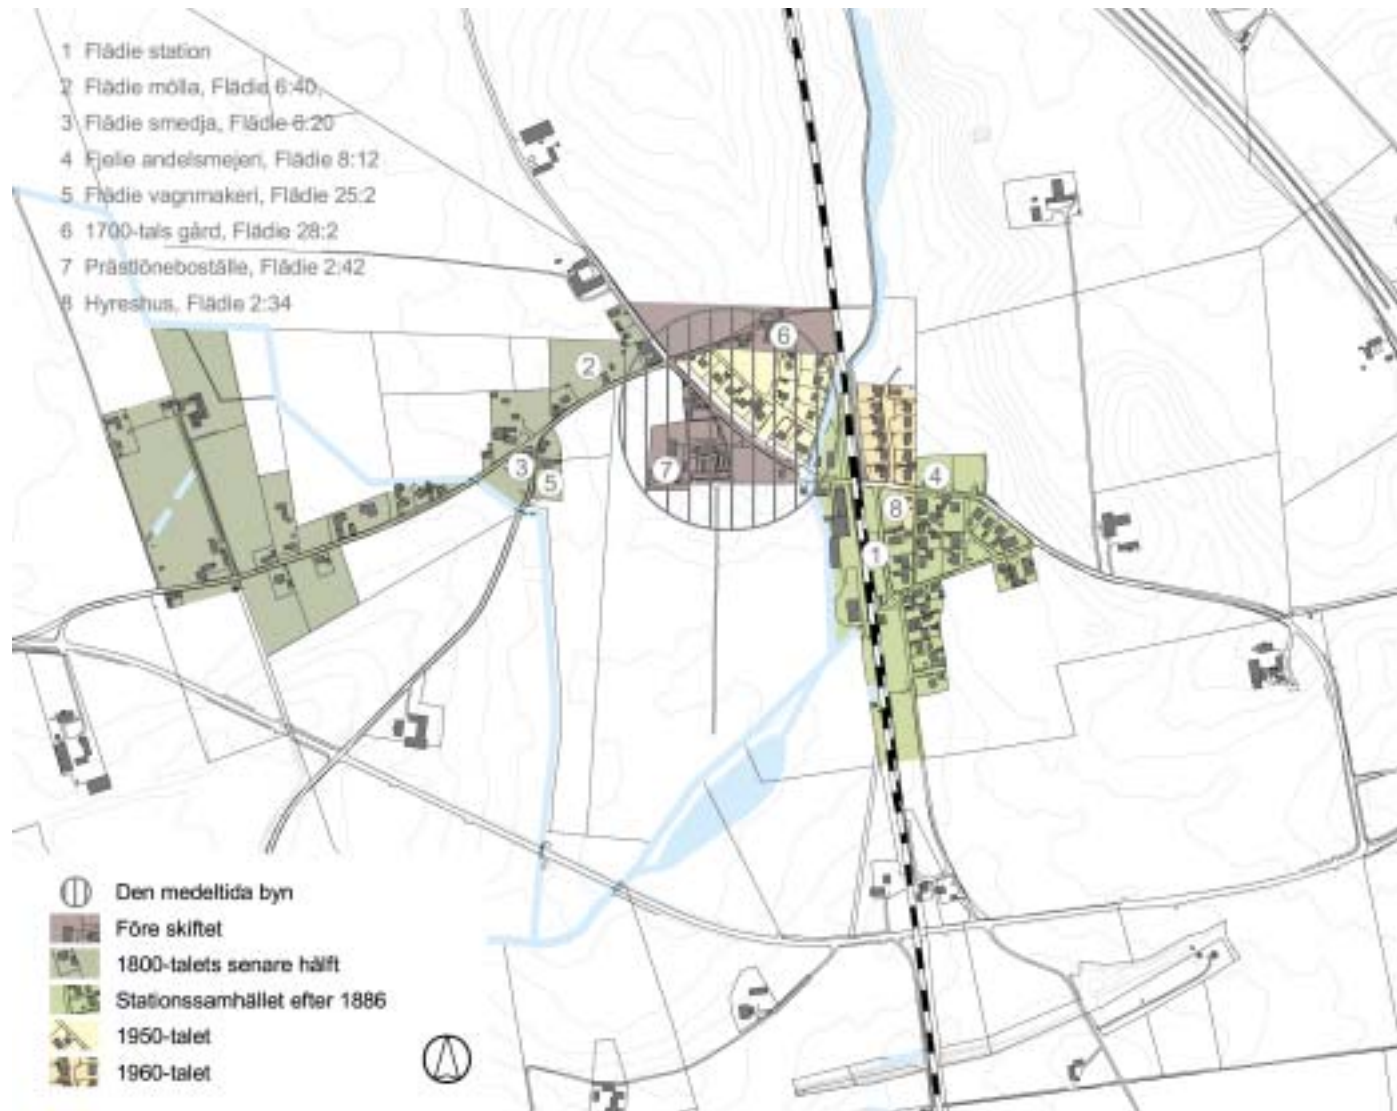 1 Flädie station
2 Flädie mölla, Flädie 6:40,
3 Flädie smedja, Flädie 6:20
4 Fjelie andelsmejeri, Flädie 8:12
5 Flädie vagnmakeri, Flädie 25:2
6 1700-tals gård, Flädie 28:2
7 Prästlöneboställe, Flädie 2:42
8 Hyreshus, Flädie 2:34
6
2
3
5
7
4
8
1
Den medeltida byn
Före skiftet
1800-talets senare hälft
Stationssamhället efter 1886
1950-talet
1960-talet